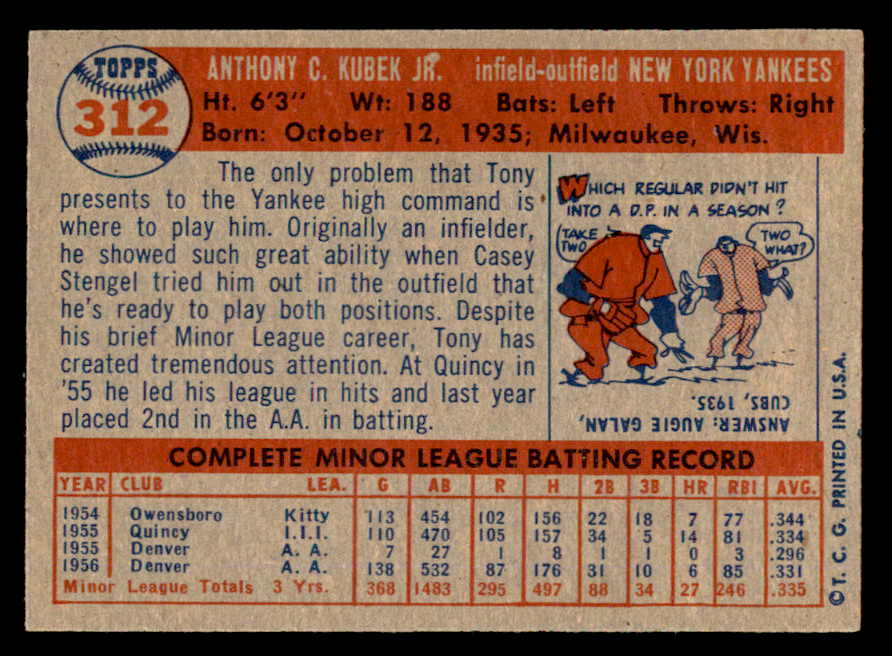 TOPPS
312
ANTHONY C. KUBEK JR. infield-outfield NEW YORK YANKEES
Ht. 6'3" Wt: 188 Bats: Left Throws: Right
Born: October 12, 1935; Milwaukee, Wis.
The only problem that Tony
presents to the Yankee high command is
where to play him. Originally an infielder,
he showed such great ability when Casey
Stengel tried him out in the outfield that
he's ready to play both positions. Despite
his brief Minor League career, Tony has
created tremendous attention. At Quincy in
'55 he led his league in hits and last year
placed 2nd in the A.A. in batting.
WHICH REGULAR DIDN'T HIT
INTO A D.P. IN A SEASON?
TAKE
TWO
TWO
WHAT?
ANSWER: AUGIE GALAN,
CUBS, 1935.
COMPLETE MINOR LEAGUE BATTING RECORD
YEAR CLUB LEA. G AB R H 2B 3B HR RBI AVG.
1954 Owensboro Kitty 113 454 102 156 22 18 7 77 .344
1955 Quincy I.I.I. 110 470 105 157 34 5 14 81 .334
1955 Denver A. A. 7 27 1 8 1 1 0 3 .296
1956 Denver A. A. 138 532 87 176 31 10 6 85 .331
Minor League Totals 3 Yrs. 368 1483 295 497 88 34 27 246 .335
©T. C. G. PRINTED IN U.S.A.